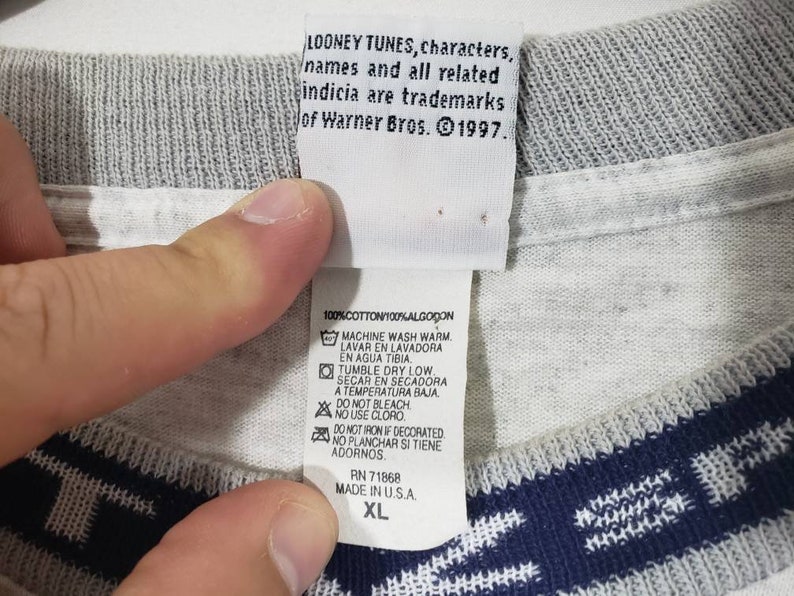 LOONEY TUNES, characters,
names and all related
indicia are trademarks
of Warner Bros. ©1997.
100%COTTON/100%ALGODON
40° MACHINE WASH WARM.
LAVAR EN LAVADORA
EN AGUA TIBIA.
TUMBLE DRY LOW.
SECAR EN SECADORA
A TEMPERATURA BAJA.
DO NOT BLEACH.
NO USE CLORO.
DO NOT IRON IF DECORATED.
NO PLANCHAR SI TIENE
ADORNOS.
RN 71868
MADE IN U.S.A.
XL